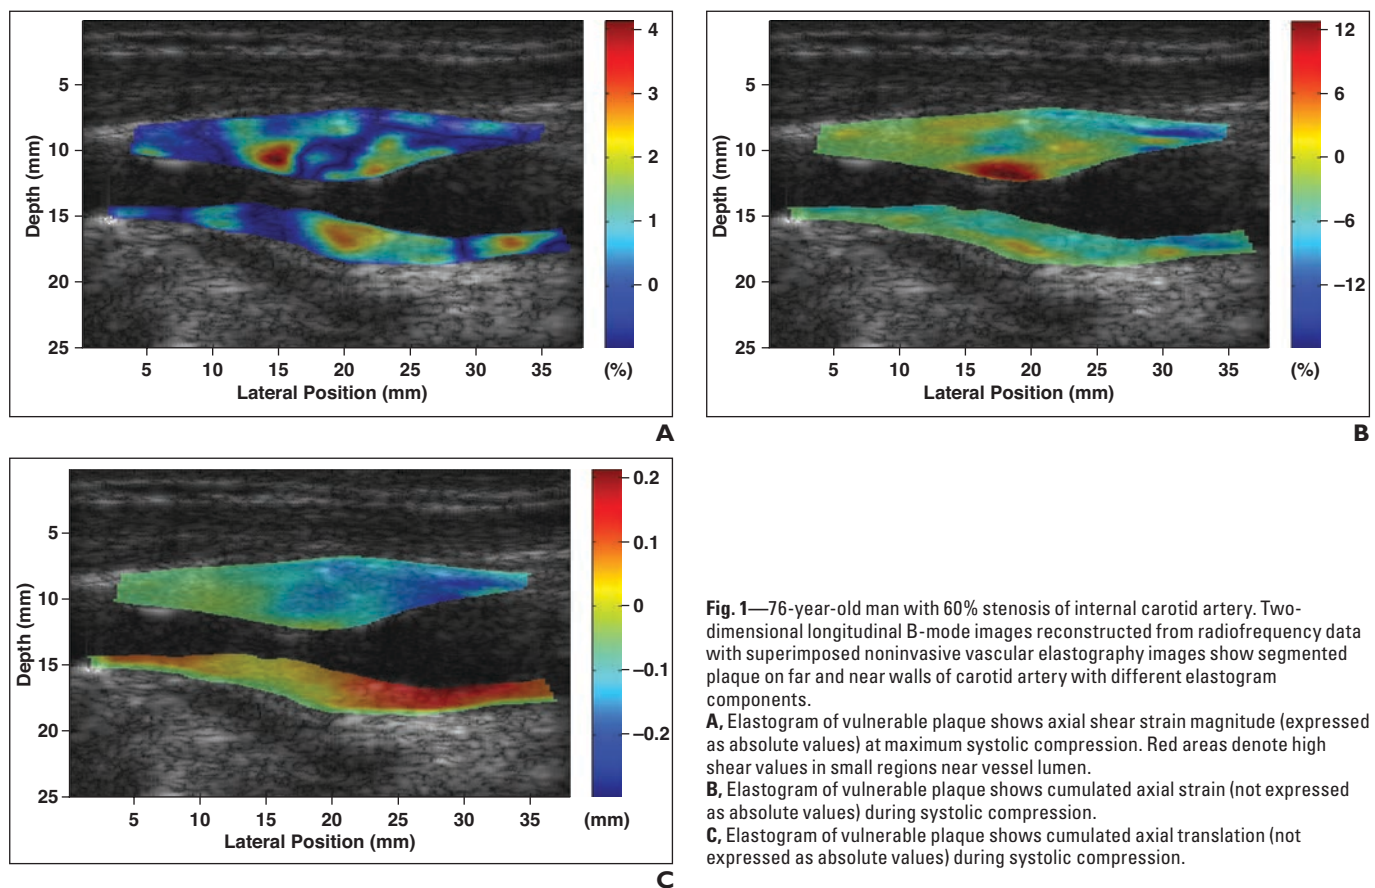 4
3
2
1
0
(%)
5
10
15
20
25
Depth (mm)
5 10 15 20 25 30 35
Lateral Position (mm)
A
12
6
0
–6
–12
(%)
5
10
15
20
25
Depth (mm)
5 10 15 20 25 30 35
Lateral Position (mm)
B
0.2
0.1
0
–0.1
–0.2
(mm)
5
10
15
20
25
Depth (mm)
5 10 15 20 25 30 35
Lateral Position (mm)
C
Fig. 1—76-year-old man with 60% stenosis of internal carotid artery. Two-
dimensional longitudinal B-mode images reconstructed from radiofrequency data
with superimposed noninvasive vascular elastography images show segmented
plaque on far and near walls of carotid artery with different elastogram
components.
A, Elastogram of vulnerable plaque shows axial shear strain magnitude (expressed
as absolute values) at maximum systolic compression. Red areas denote high
shear values in small regions near vessel lumen.
B, Elastogram of vulnerable plaque shows cumulated axial strain (not expressed
as absolute values) during systolic compression.
C, Elastogram of vulnerable plaque shows cumulated axial translation (not
expressed as absolute values) during systolic compression.